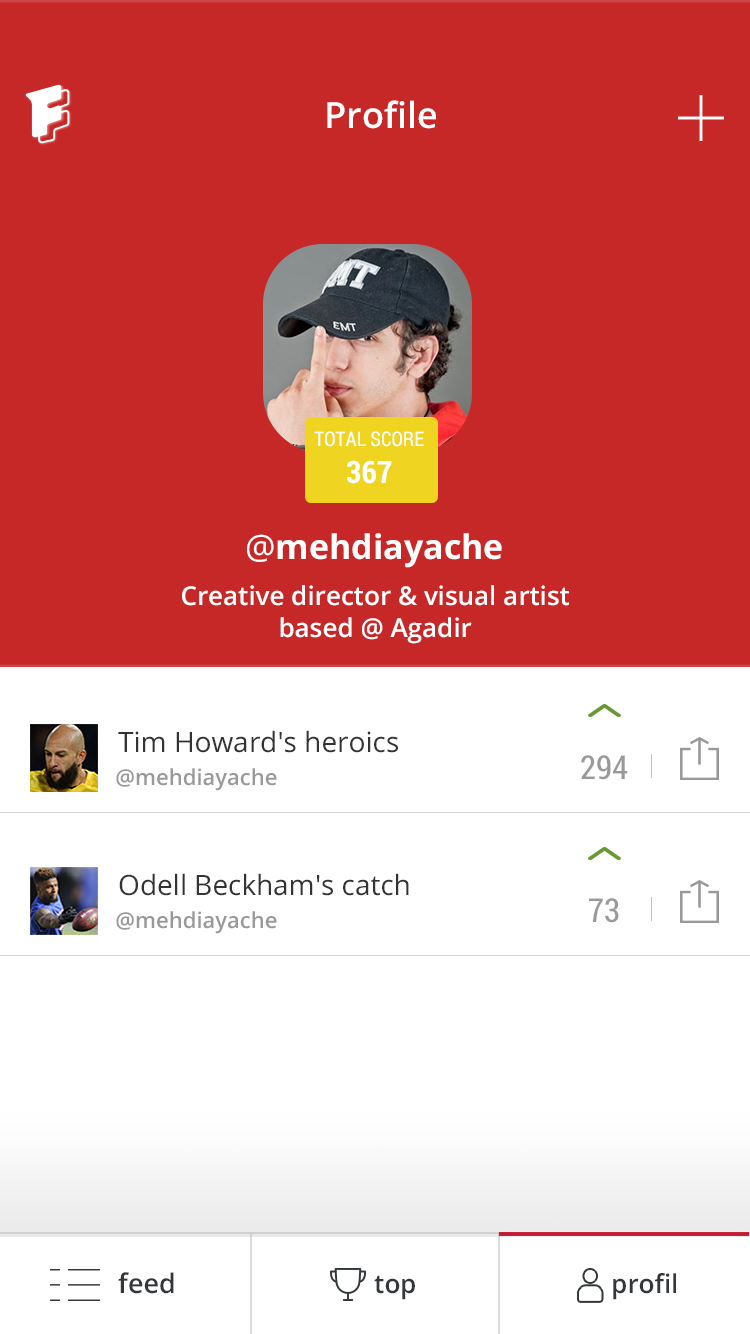 F
Profile
MT
EMT
TOTAL SCORE
367
@mehdiayache
Creative director & visual artist
based @ Agadir
Tim Howard's heroics
@mehdiayache
294
Odell Beckham's catch
@mehdiayache
73
feed
top
profil